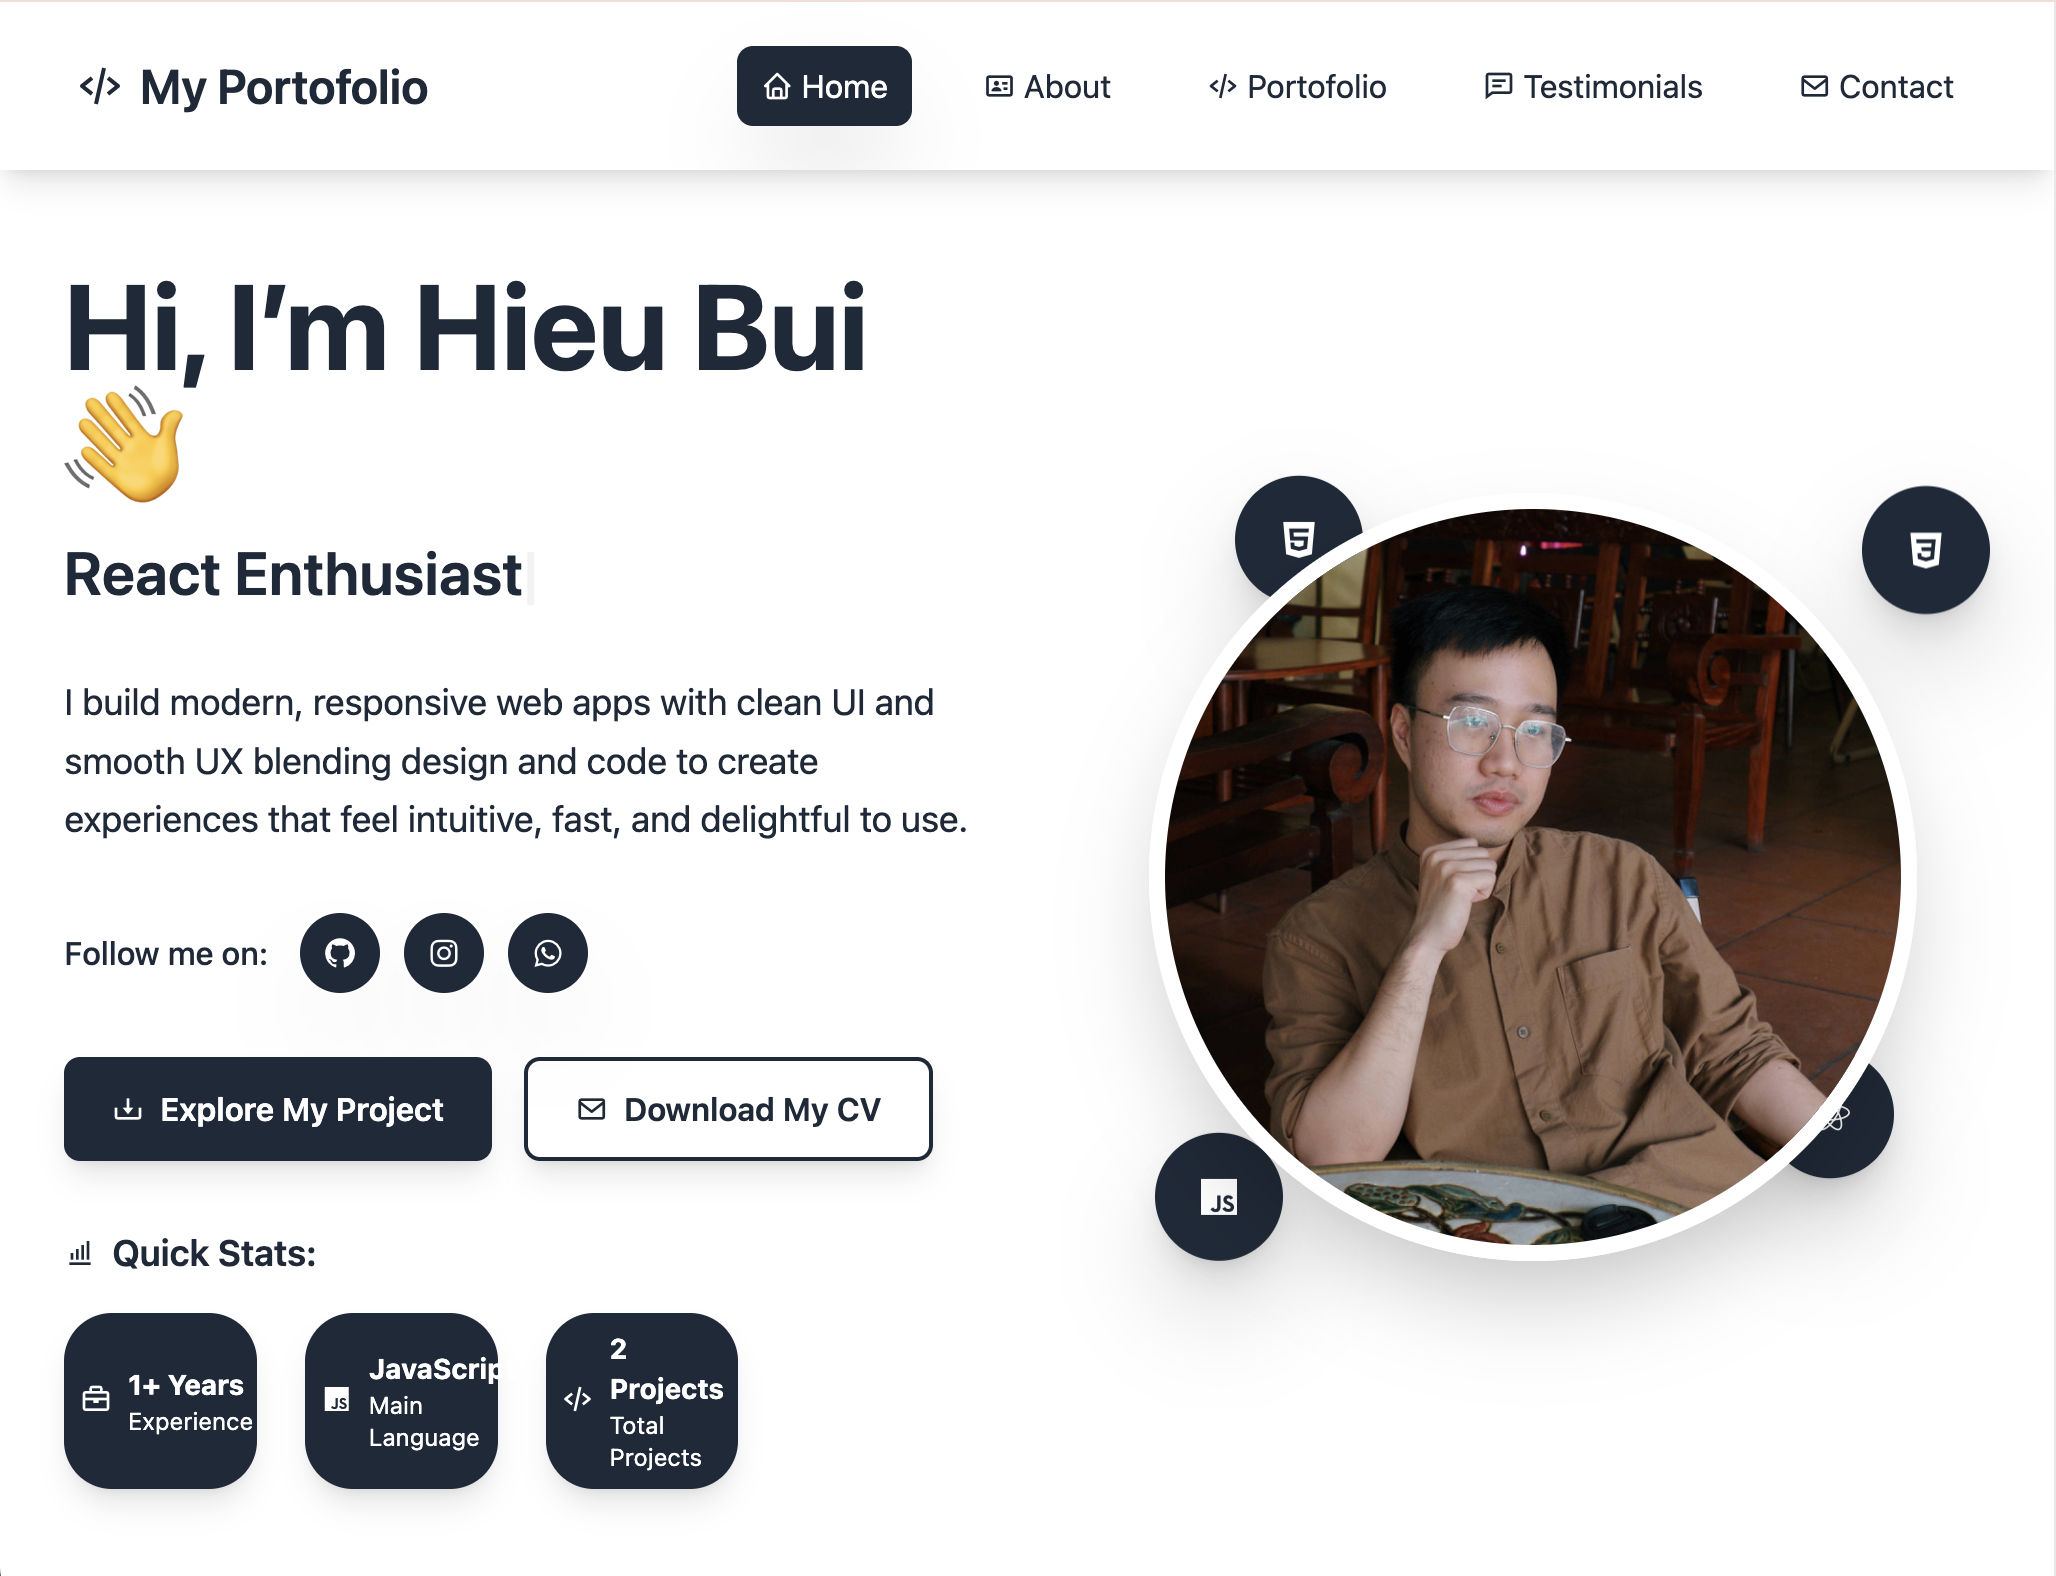 </> My Portofolio
Home
About
</> Portofolio
Testimonials
Contact
Hi, I’m Hieu Bui
👋
React Enthusiast
I build modern, responsive web apps with clean UI and
smooth UX blending design and code to create
experiences that feel intuitive, fast, and delightful to use.
Follow me on:
Explore My Project
Download My CV
Quick Stats:
1+ Years
Experience
JS
JavaScrip
Main
Language
</>
2
Projects
Total
Projects
5
3
JS